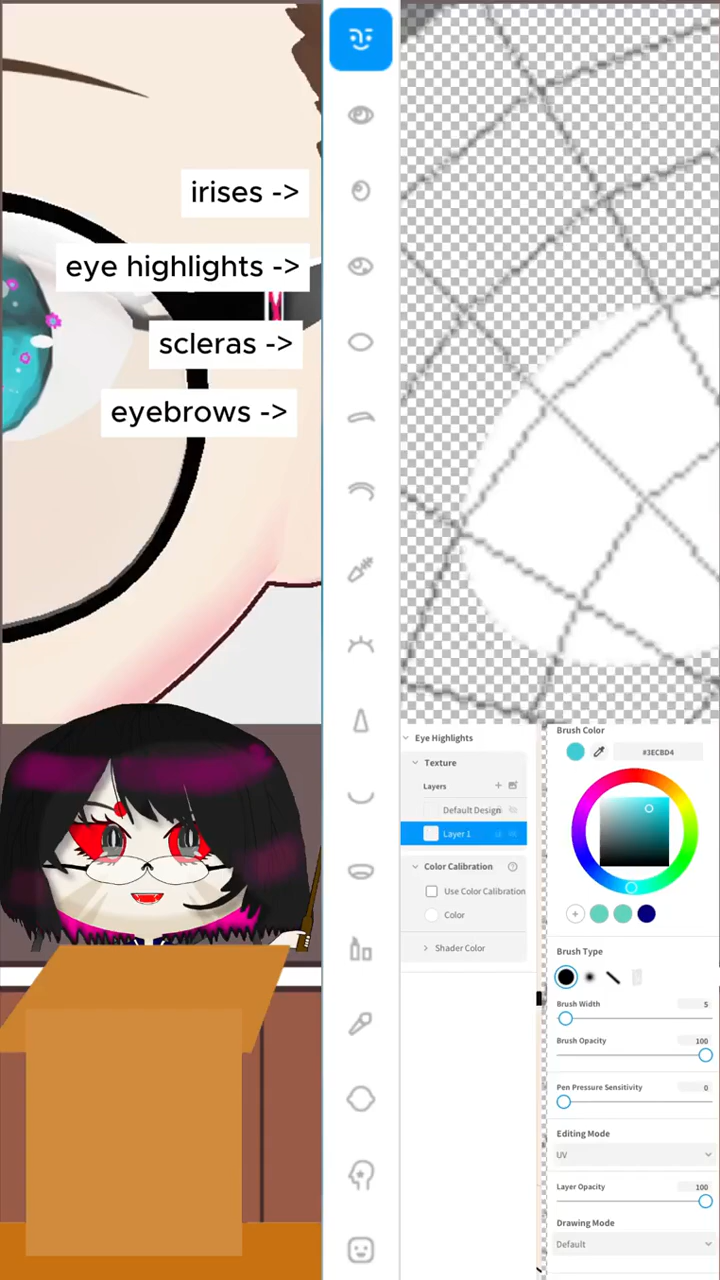 irises ->
eye highlights ->
scleras ->
eyebrows ->
Eye Highlights
Texture
Layers
Default Design
Layer 1
Color Calibration
Use Color Calibration
Color
Shader Color
Brush Color
#3ECBD4
Brush Type
Brush Width 5
Brush Opacity 100
Pen Pressure Sensitivity 0
Editing Mode
UV
Layer Opacity 100
Drawing Mode
Default